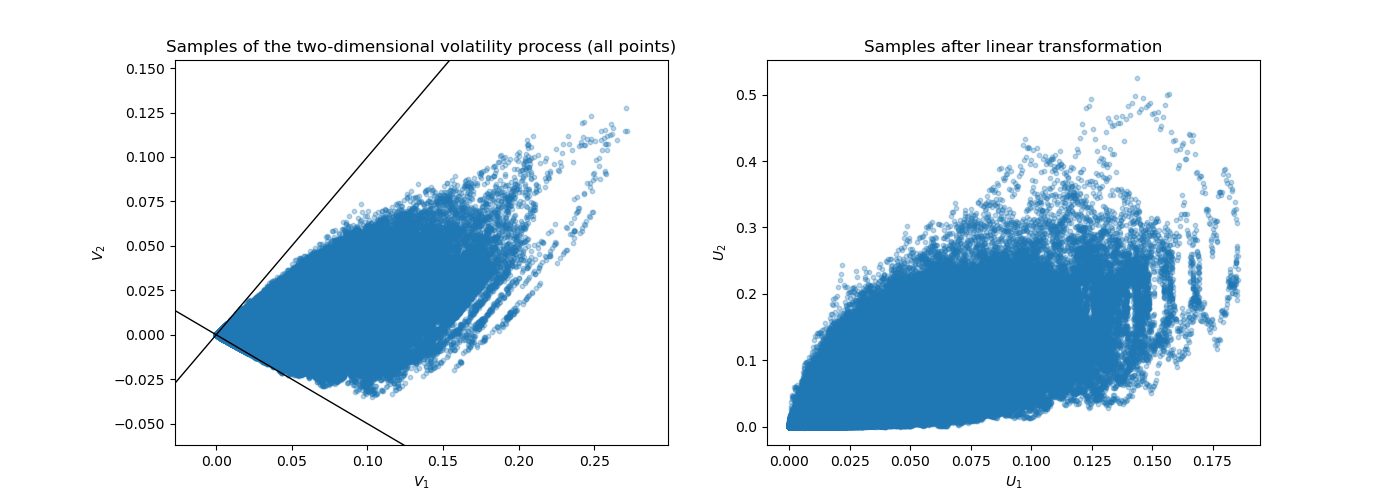 Samples of the two-dimensional volatility process (all points)
0.150
0.125
0.100
0.075
0.050
0.025
0.000
−0.025
−0.050
V₂
0.00 0.05 0.10 0.15 0.20 0.25
V₁
Samples after linear transformation
0.5
0.4
0.3
0.2
0.1
0.0
U₂
0.000 0.025 0.050 0.075 0.100 0.125 0.150 0.175
U₁